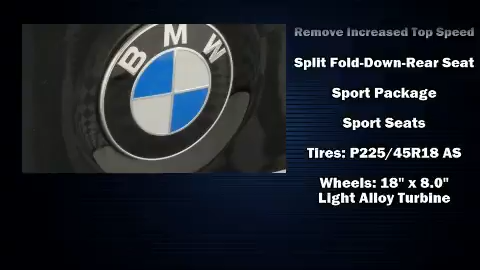 BMW
Remove Increased Top Speed
Split Fold-Down-Rear Seat
Sport Package
Sport Seats
Tires: P225/45R18 AS
Wheels: 18" x 8.0"
Light Alloy Turbine